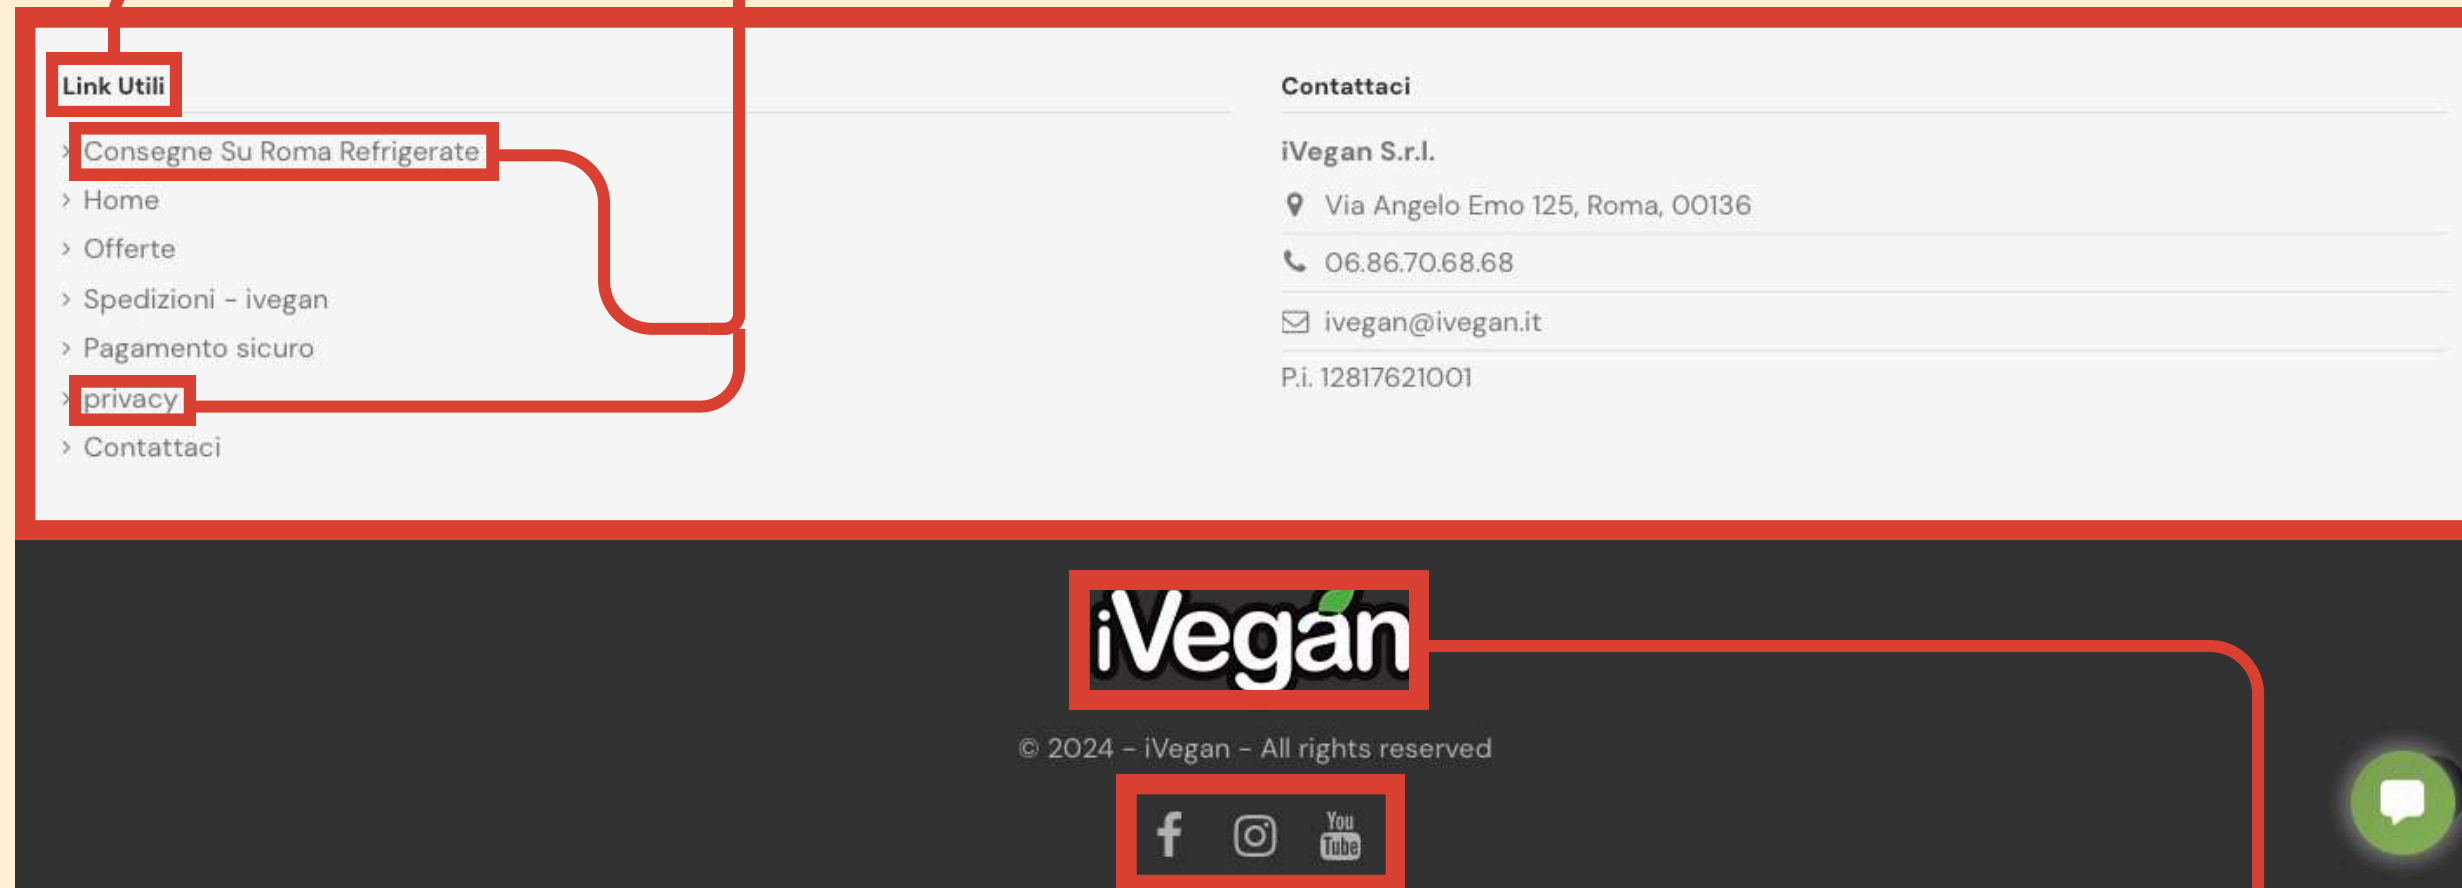 Link Utili
Consegne Su Roma Refrigerate
Home
Offerte
Spedizioni - ivegan
Pagamento sicuro
privacy
Contattaci
Contattaci
iVegan S.r.l.
Via Angelo Emo 125, Roma, 00136
06.86.70.68.68
ivegan@ivegan.it
P.i. 12817621001
iVegan
© 2024 - iVegan - All rights reserved
You
Tube